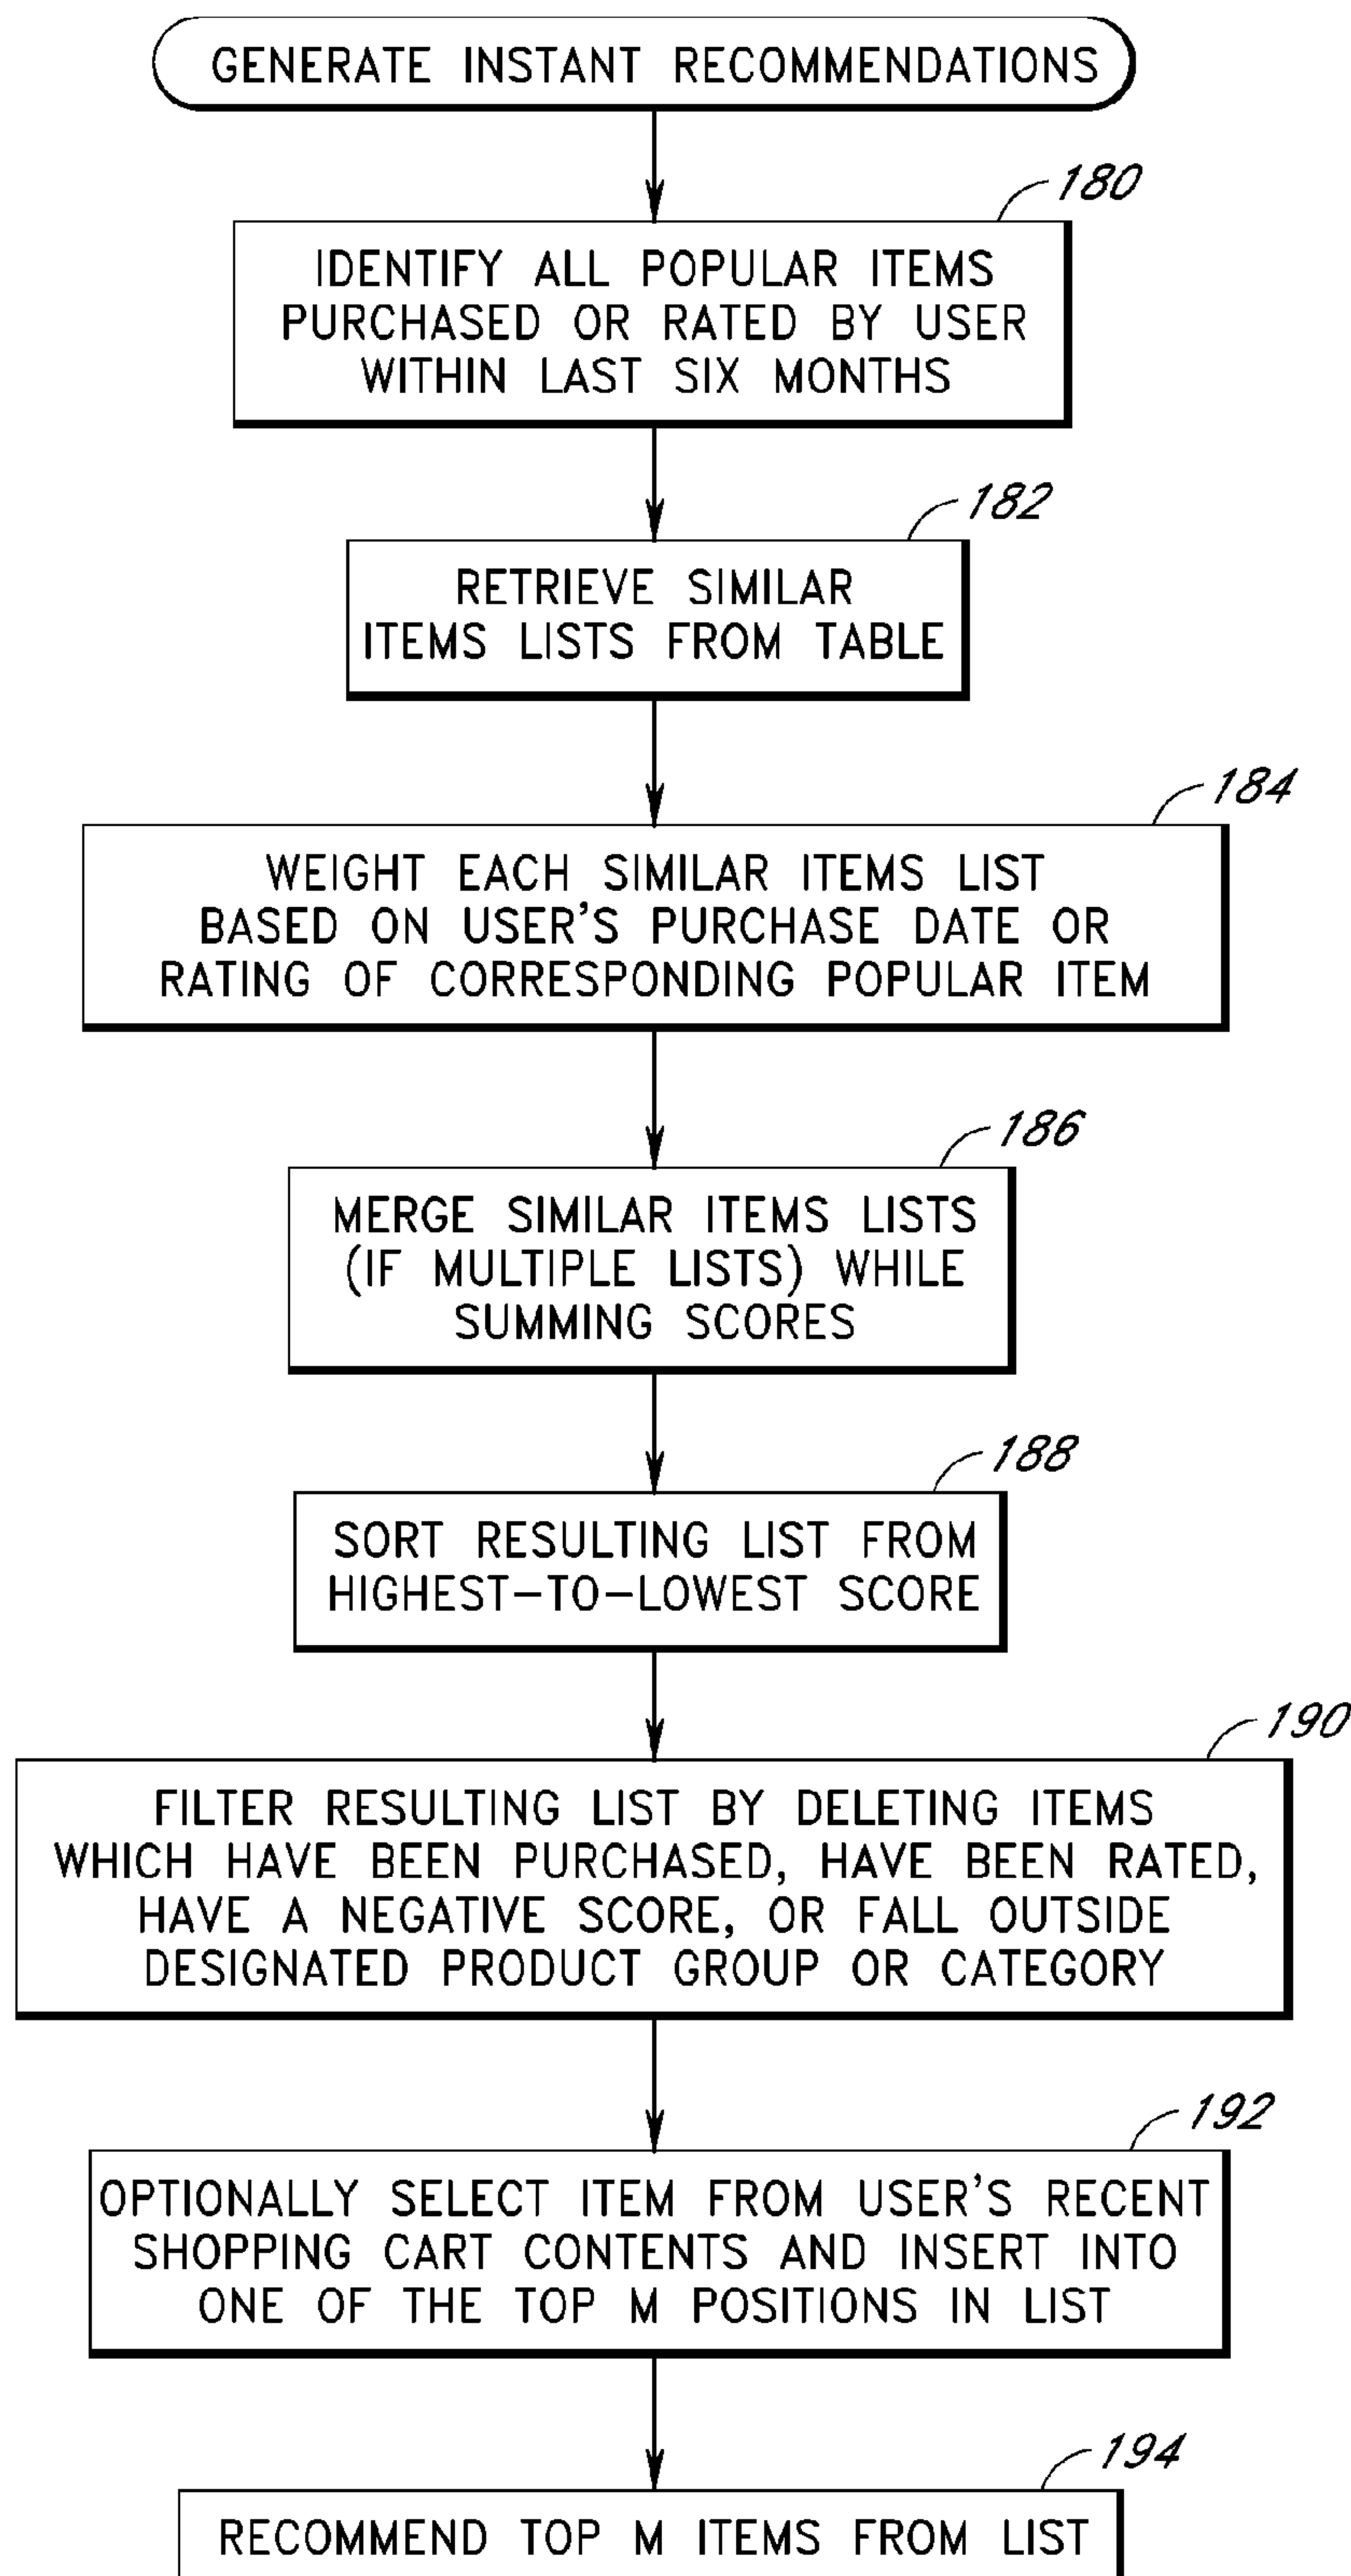 GENERATE INSTANT RECOMMENDATIONS
180
IDENTIFY ALL POPULAR ITEMS
PURCHASED OR RATED BY USER
WITHIN LAST SIX MONTHS
182
RETRIEVE SIMILAR
ITEMS LISTS FROM TABLE
184
WEIGHT EACH SIMILAR ITEMS LIST
BASED ON USER'S PURCHASE DATE OR
RATING OF CORRESPONDING POPULAR ITEM
186
MERGE SIMILAR ITEMS LISTS
(IF MULTIPLE LISTS) WHILE
SUMMING SCORES
188
SORT RESULTING LIST FROM
HIGHEST-TO-LOWEST SCORE
190
FILTER RESULTING LIST BY DELETING ITEMS
WHICH HAVE BEEN PURCHASED, HAVE BEEN RATED,
HAVE A NEGATIVE SCORE, OR FALL OUTSIDE
DESIGNATED PRODUCT GROUP OR CATEGORY
192
OPTIONALLY SELECT ITEM FROM USER'S RECENT
SHOPPING CART CONTENTS AND INSERT INTO
ONE OF THE TOP M POSITIONS IN LIST
194
RECOMMEND TOP M ITEMS FROM LIST